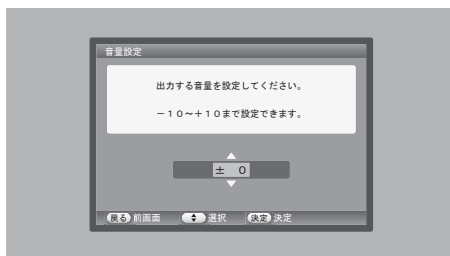 音量設定
出力する音量を設定してください。
－１０～＋１０まで設定できます。
± ０
戻る 前画面 選択 決定 決定